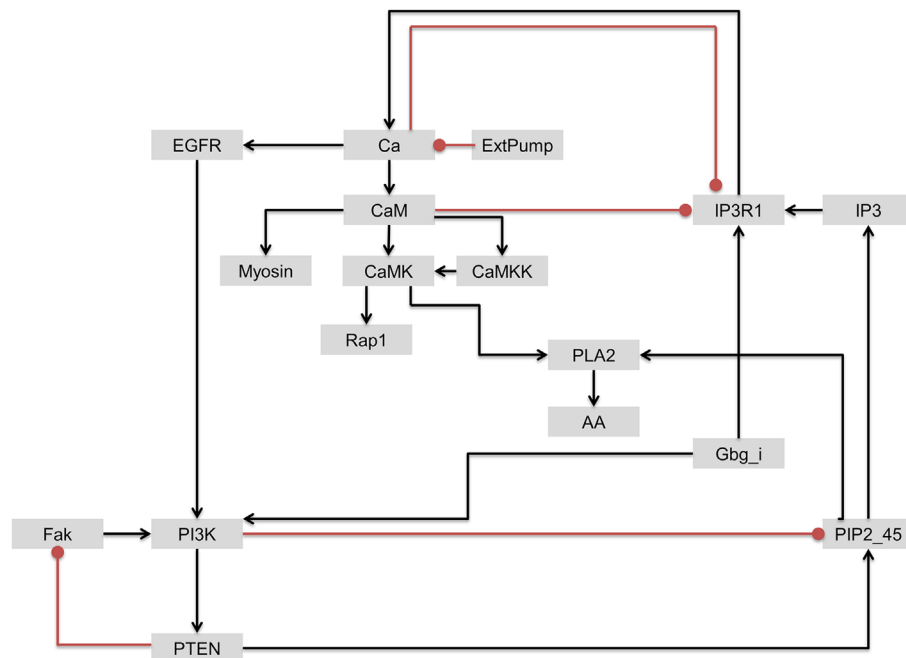 EGFR
Ca
ExtPump
CaM
IP3R1
IP3
Myosin
CaMK
CaMKK
Rap1
PLA2
AA
Gbg_i
Fak
PI3K
PIP2_45
PTEN